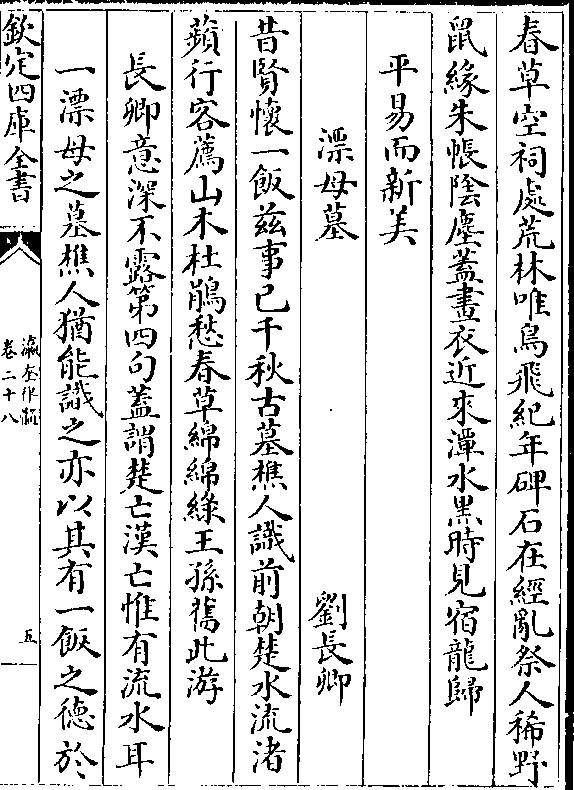 春草空祠處荒林唯鳥飛紀年碑石在經亂祭人稀野
鼠緣朱帳陰塵蓋畫衣近來潭水黑時見宿龍歸
平易而新美
漂母墓
劉長卿
昔賢懷一飯兹事已千秋古墓樵人識前朝楚水流渚
蘋行客薦山木杜鵑愁春草綿綿綠王孫舊此游
長卿意深不露第四句蓋謂楚亡漢亡惟有流水耳
一漂母之墓樵人猶能識之亦以其有一飯之德於
欽定四庫全書
瀛奎律髓
卷二十八
五